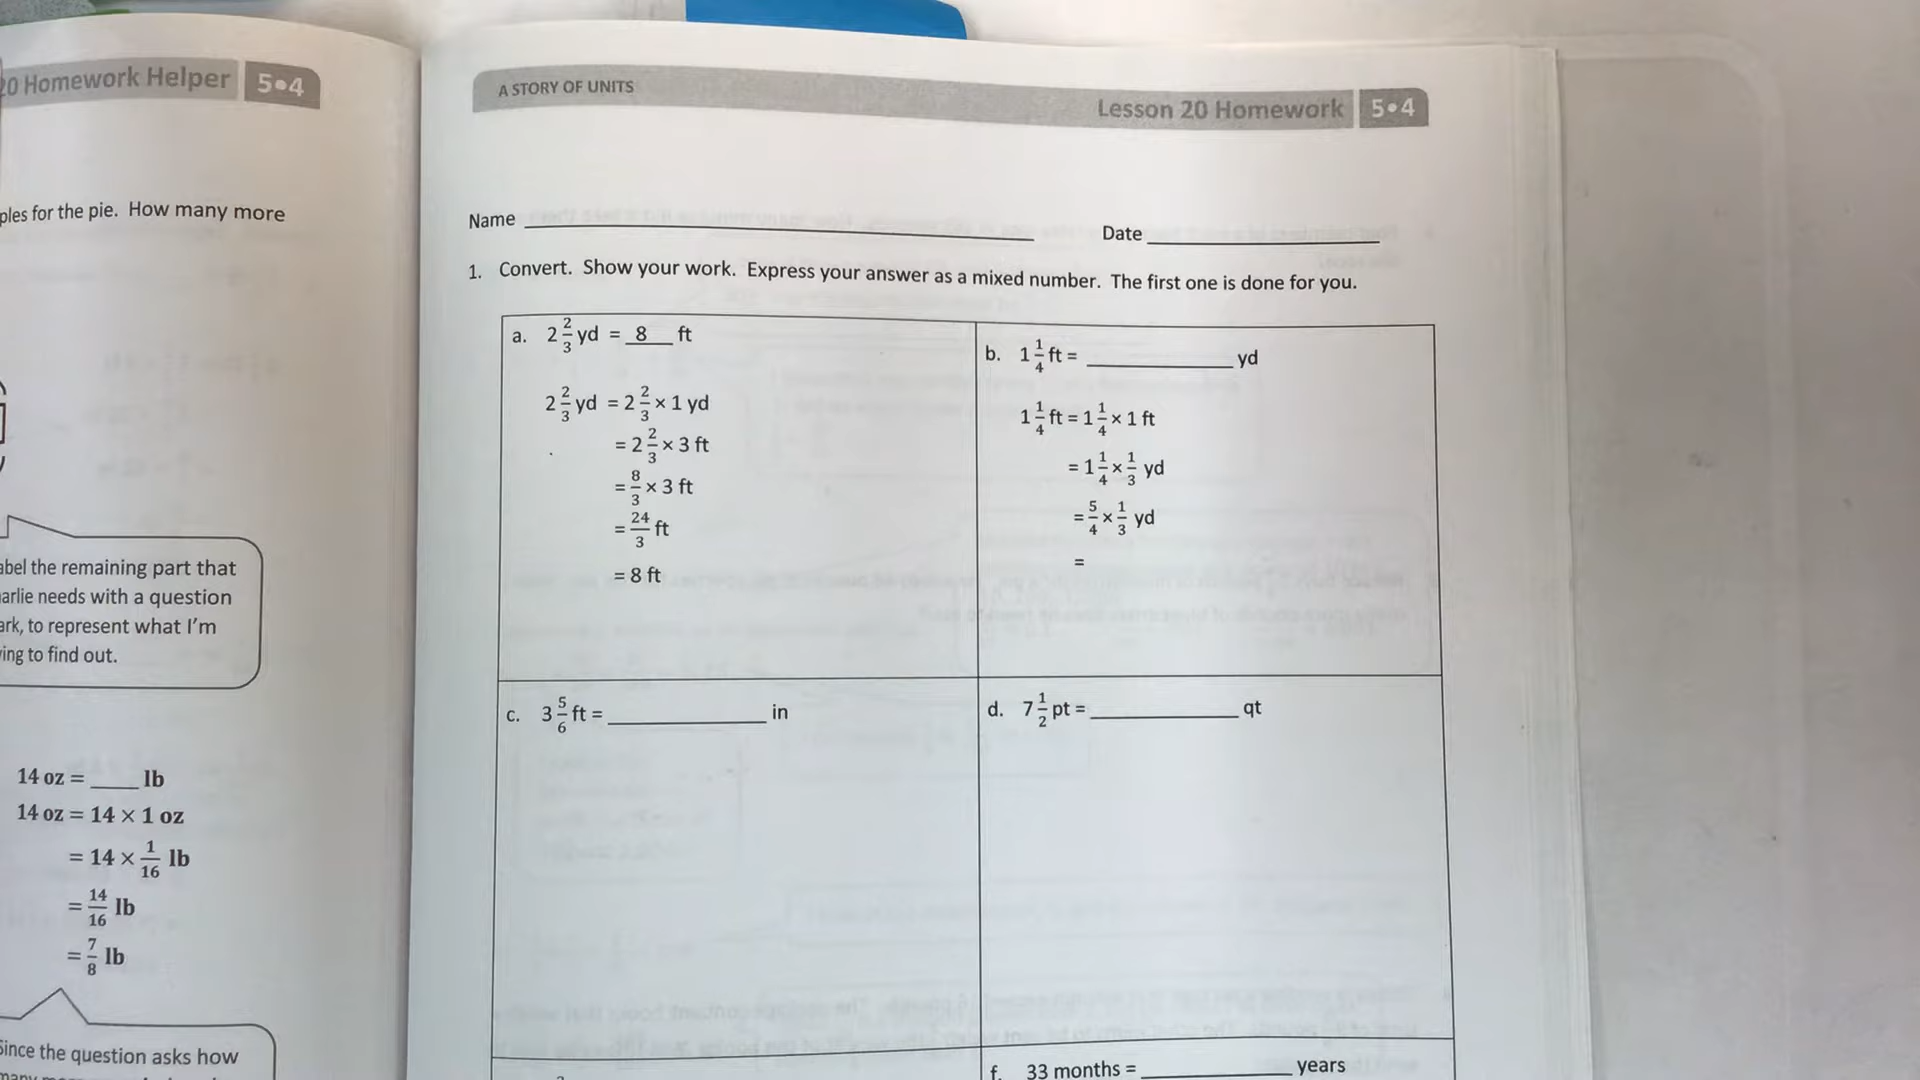 0 Homework Helper 5•4
ples for the pie. How many more
abel the remaining part that
arlie needs with a question
ark, to represent what I'm
ing to find out.
14 oz = ____ lb
14 oz = 14 × 1 oz
= 14 × 1/16 lb
= 14/16 lb
= 7/8 lb
Since the question asks how
A STORY OF UNITS
Lesson 20 Homework 5•4
Name ____ Date ____
1. Convert. Show your work. Express your answer as a mixed number. The first one is done for you.
a. 2 2/3 yd = 8 ft
2 2/3 yd = 2 2/3 × 1 yd
= 2 2/3 × 3 ft
= 8/3 × 3 ft
= 24/3 ft
= 8 ft
b. 1 1/4 ft = ____ yd
1 1/4 ft = 1 1/4 × 1 ft
= 1 1/4 × 1/3 yd
= 5/4 × 1/3 yd
=
c. 3 5/6 ft = ____ in
d. 7 1/2 pt = ____ qt
f. 33 months = ____ years